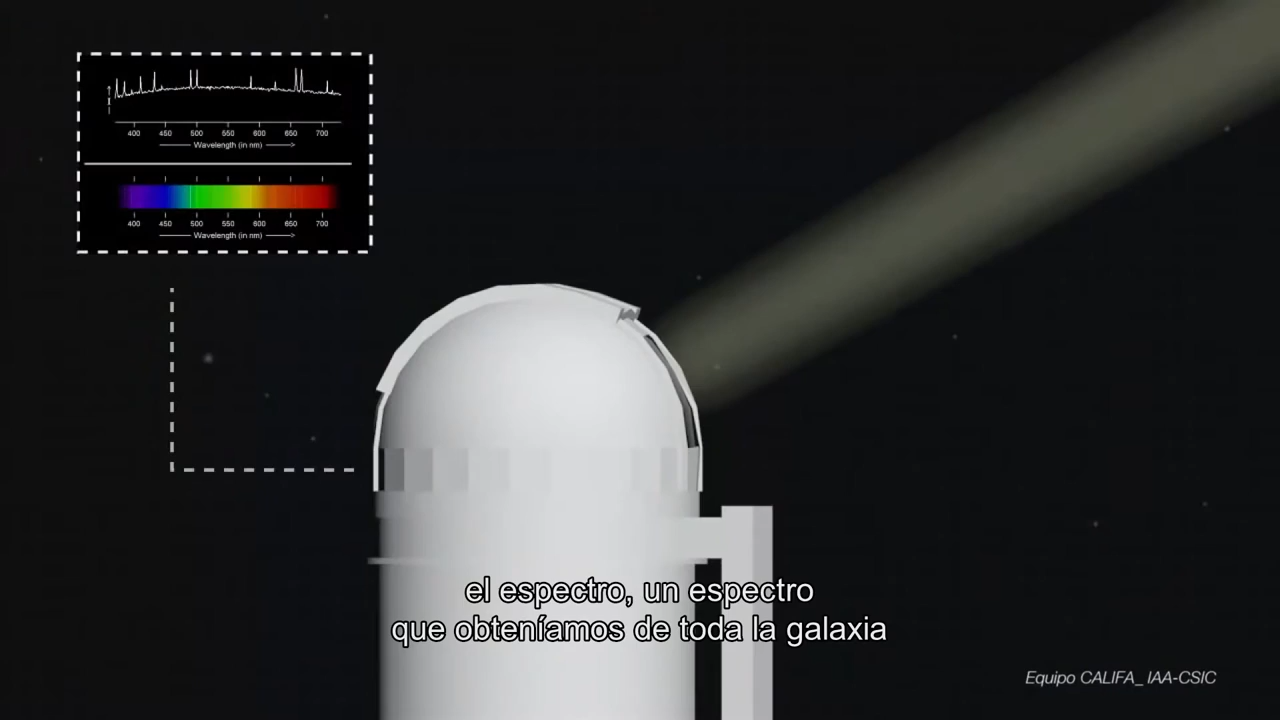 400 450 500 550 600 650 700
Wavelength (in nm)
400 450 500 550 600 650 700
Wavelength (in nm)
el espectro, un espectro
que obteníamos de toda la galaxia
Equipo CALIFA_ IAA-CSIC